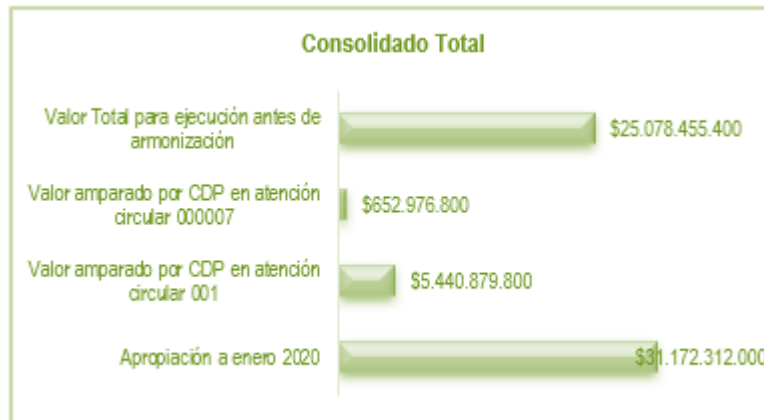 Consolidado Total
Valor Total para ejecución antes de
armonización
$25.078.455.400
Valor amparado por CDP en atención
circular 000007
$652.976.800
Valor amparado por CDP en atención
circular 001
$5.440.879.800
Apropiación a enero 2020
$31.172.312.000